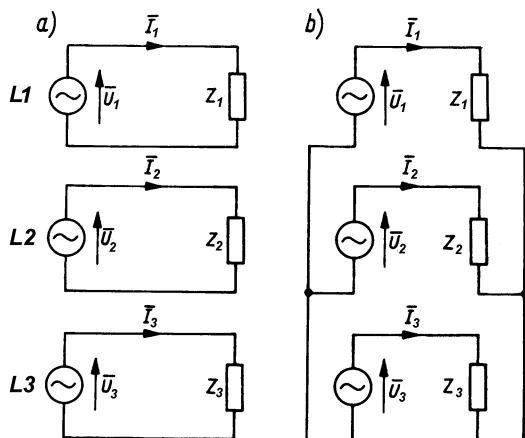 a)
Ī₁
L1
Ū₁
Z₁
Ī₂
L2
Ū₂
Z₂
Ī₃
L3
Ū₃
Z₃
b)
Ī₁
Ū₁
Z₁
Ī₂
Ū₂
Z₂
Ī₃
Ū₃
Z₃